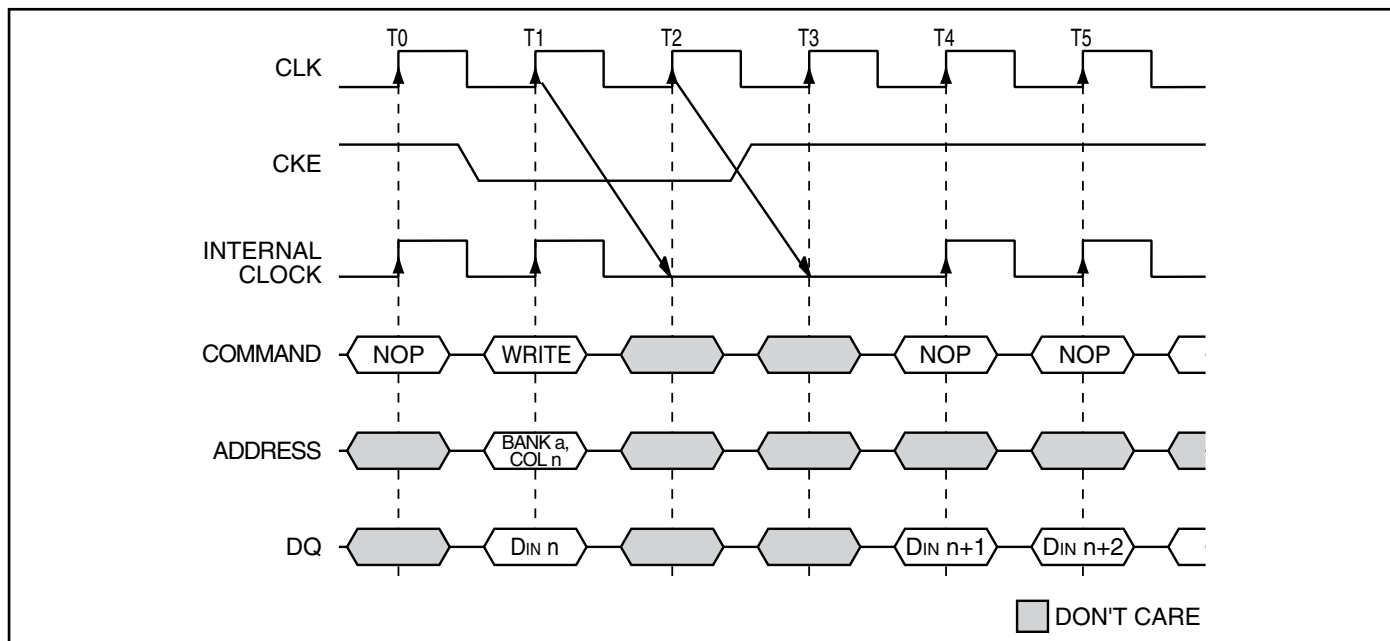 T0 T1 T2 T3 T4 T5
CLK
CKE
INTERNAL
CLOCK
COMMAND NOP WRITE NOP NOP
ADDRESS BANK a,
COL n
DQ DIN n DIN n+1 DIN n+2
DON'T CARE